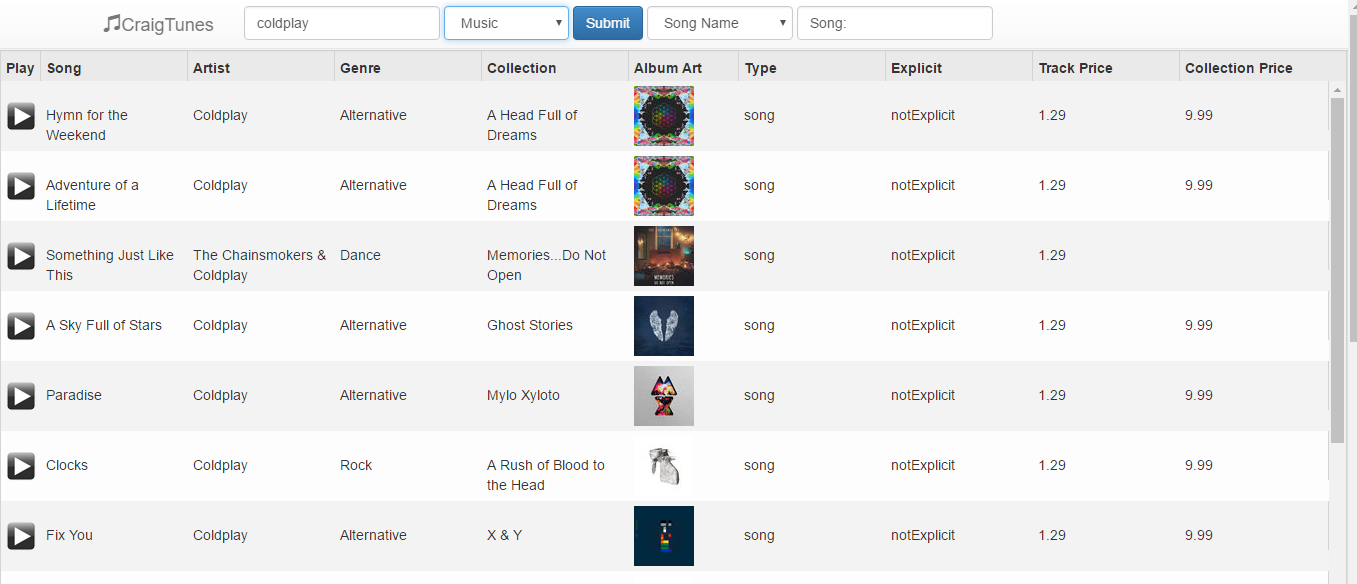 CraigTunes coldplay Music Submit Song Name Song:
Play Song Artist Genre Collection Album Art Type Explicit Track Price Collection Price
Hymn for the Coldplay Alternative A Head Full of song notExplicit 1.29 9.99
Weekend Dreams
Adventure of a Coldplay Alternative A Head Full of song notExplicit 1.29 9.99
Lifetime Dreams
Something Just Like The Chainsmokers & Dance Memories...Do Not song notExplicit 1.29
This Coldplay Open
MEMORIES
DO NOT OPEN
A Sky Full of Stars Coldplay Alternative Ghost Stories song notExplicit 1.29 9.99
Paradise Coldplay Alternative Mylo Xyloto song notExplicit 1.29 9.99
Clocks Coldplay Rock A Rush of Blood to song notExplicit 1.29 9.99
the Head
Fix You Coldplay Alternative X & Y song notExplicit 1.29 9.99